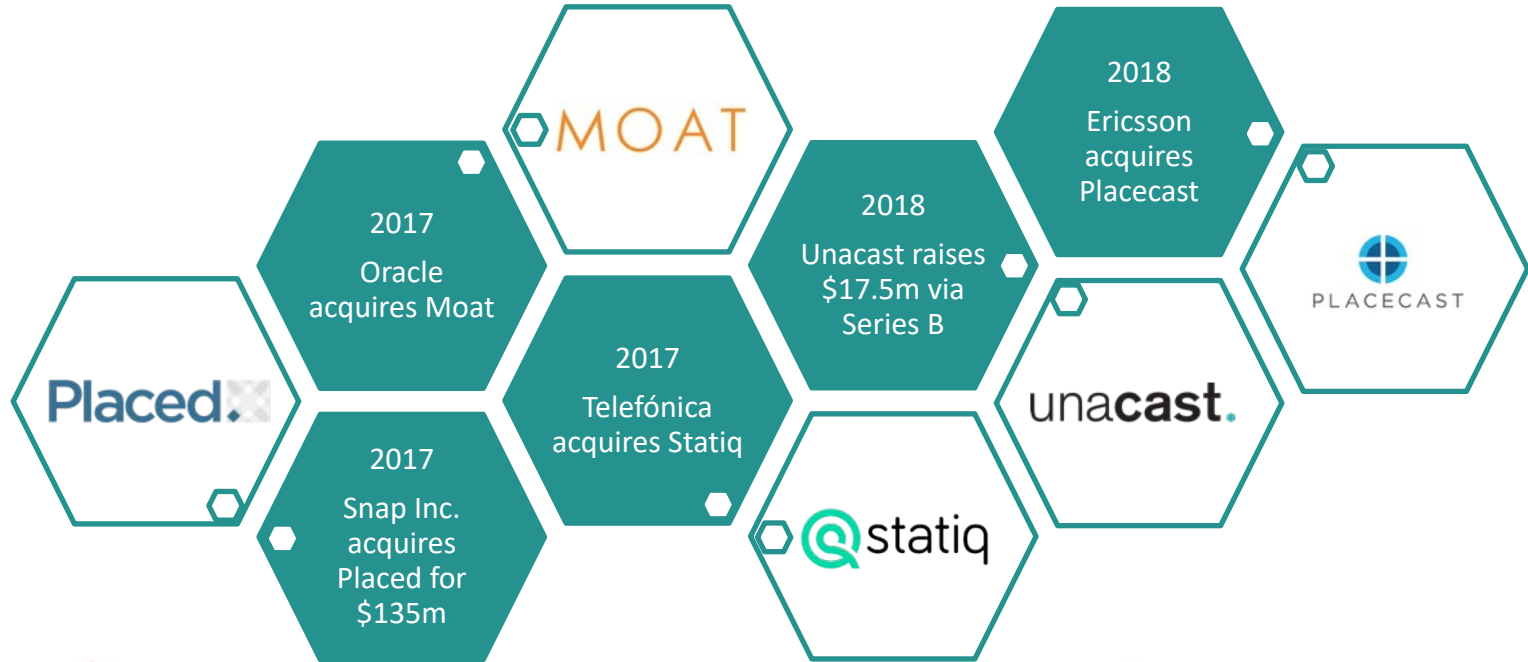 Placed.
2017
Snap Inc.
acquires
Placed for
$135m
2017
Oracle
acquires Moat
MOAT
2017
Telefónica
acquires Statiq
statiq
2018
Unacast raises
$17.5m via
Series B
unacast.
2018
Ericsson
acquires
Placecast
PLACECAST